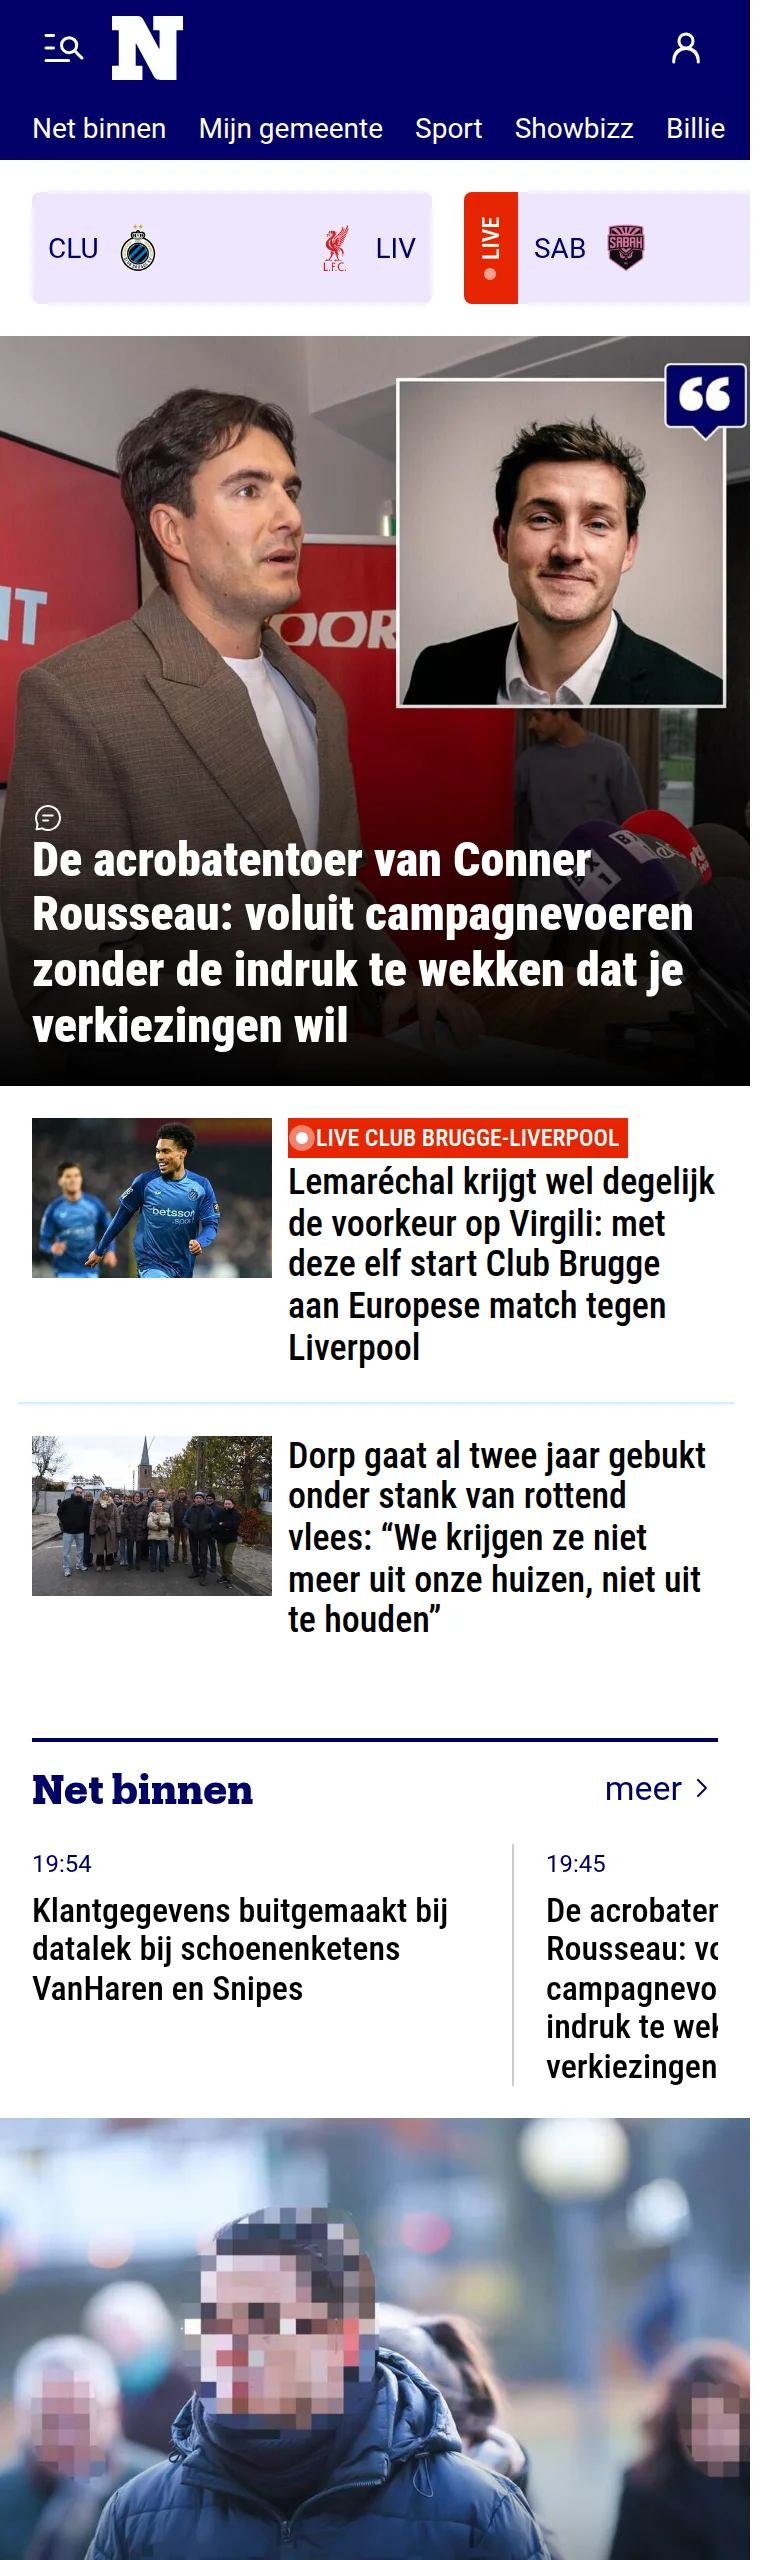 N
Net binnen Mijn gemeente Sport Showbizz Billie
CLU L.F.C. LIV LIVE SAB SABAH
OOR
betsson
LIVE CLUB BRUGGE-LIVERPOOL
De acrobatentoer van Conner
Rousseau: voluit campagnevoeren
zonder de indruk te wekken dat je
verkiezingen wil
Lemaréchal krijgt wel degelijk
de voorkeur op Virgili: met
deze elf start Club Brugge
aan Europese match tegen
Liverpool
Dorp gaat al twee jaar gebukt
onder stank van rottend
vlees: “We krijgen ze niet
meer uit onze huizen, niet uit
te houden”
Net binnen meer
19:54
Klantgegevens buitgemaakt bij
datalek bij schoenenketens
VanHaren en Snipes
19:45
De acrobaten
Rousseau: vo
campagnevo
indruk te wek
verkiezingen